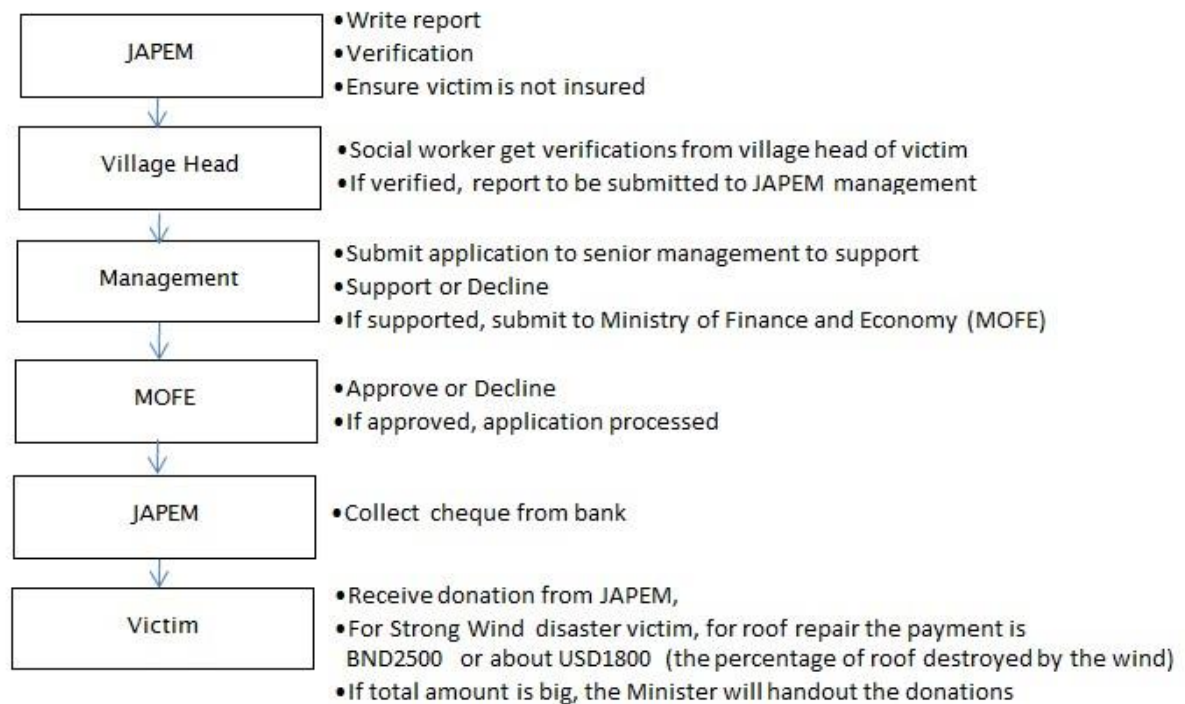 JAPEM
•Write report
•Verification
•Ensure victim is not insured
Village Head
•Social worker get verifications from village head of victim
•If verified, report to be submitted to JAPEM management
Management
•Submit application to senior management to support
•Support or Decline
•If supported, submit to Ministry of Finance and Economy (MOFE)
MOFE
•Approve or Decline
•If approved, application processed
JAPEM
•Collect cheque from bank
Victim
•Receive donation from JAPEM,
•For Strong Wind disaster victim, for roof repair the payment is
BND2500 or about USD1800 (the percentage of roof destroyed by the wind)
•If total amount is big, the Minister will handout the donations